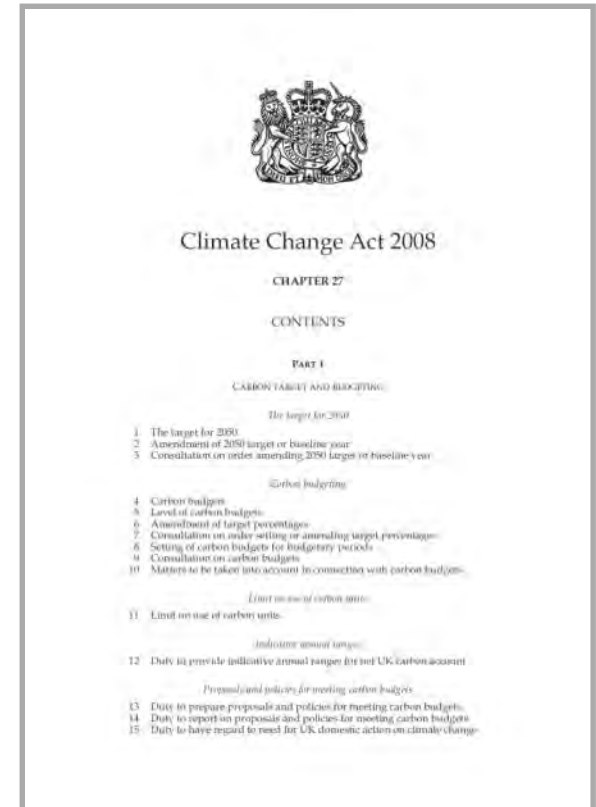 Climate Change Act 2008
CHAPTER 27
CONTENTS
PART 1
CARBON TARGET AND BUDGETING
The target for 2050
1 The target for 2050
2 Amendment of 2050 target or baseline year
3 Consultation on order amending 2050 target or baseline year
Carbon budgeting
4 Carbon budgets
5 Level of carbon budgets
6 Amendment of target percentages
7 Consultation on order setting or amending target percentages
8 Setting of carbon budgets for budgetary periods
9 Consultation on carbon budgets
10 Matters to be taken into account in connection with carbon budgets
Limit on use of carbon units
11 Limit on use of carbon units
Indicative annual ranges
12 Duty to provide indicative annual ranges for net UK carbon account
Proposals and policies for meeting carbon budgets
13 Duty to prepare proposals and policies for meeting carbon budgets
14 Duty to report on proposals and policies for meeting carbon budgets
15 Duty to have regard to need for UK domestic action on climate change